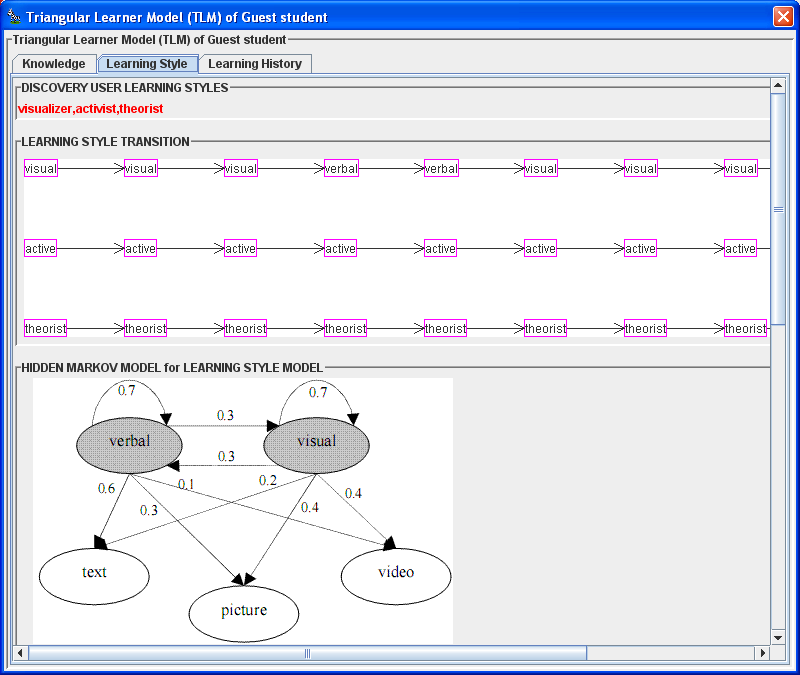 Triangular Learner Model (TLM) of Guest student
Triangular Learner Model (TLM) of Guest student
Knowledge Learning Style Learning History
DISCOVERY USER LEARNING STYLES
visualizer,activist,theorist
LEARNING STYLE TRANSITION
visual visual visual verbal verbal visual visual visual
active active active active active active active active
theorist theorist theorist theorist theorist theorist theorist theorist
HIDDEN MARKOV MODEL for LEARNING STYLE MODEL
0.7 0.7
0.3
verbal visual
0.3
0.6 0.1 0.2 0.4
0.3 0.4
text video
picture